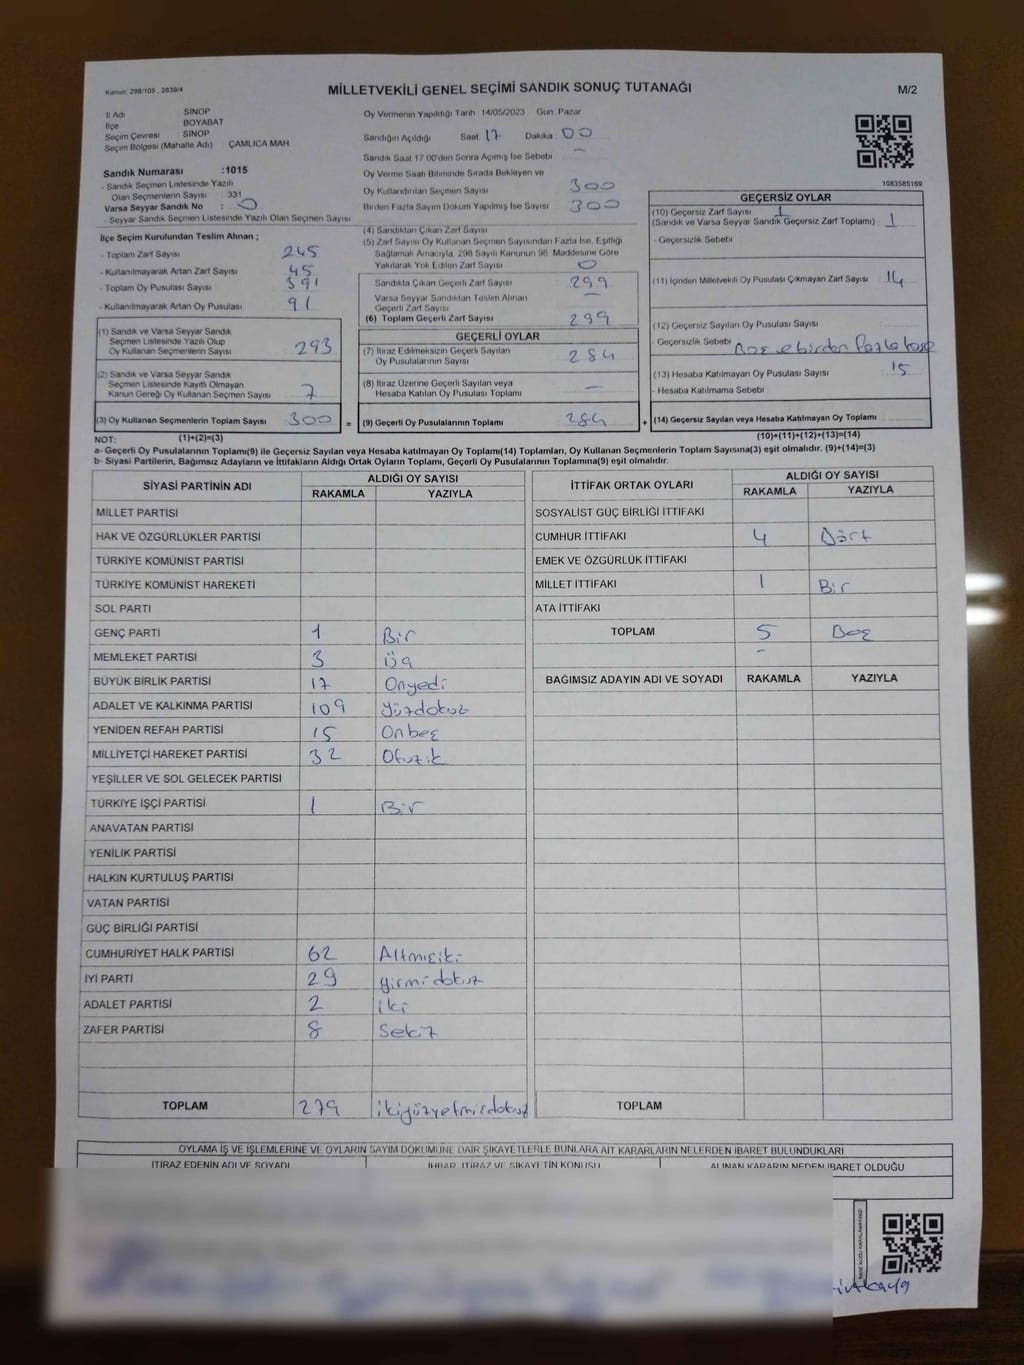 Kanun: 298/105 , 2839/4
MİLLETVEKİLİ GENEL SEÇİMİ SANDIK SONUÇ TUTANAĞI
M/2
İl Adı SİNOP
İlçe BOYABAT
Seçim Çevresi SİNOP
Seçim Bölgesi (Mahalle Adı) ÇAMLICA MAH.
Sandık Numarası :1015
- Sandık Seçmen Listesinde Yazılı
Olan Seçmenlerin Sayısı : 331
Varsa Seyyar Sandık No : 0
- Seyyar Sandık Seçmen Listesinde Yazılı Olan Seçmen Sayısı
Oy Vermenin Yapıldığı Tarih 14/05/2023 Gün: Pazar
Sandığın Açıldığı Saat: 17 Dakika: 00
Sandık Saat 17.00'den Sonra Açılmış İse Sebebi -
Oy Verme Saati Bitiminde Sırada Bekleyen ve
Oy Kullandırılan Seçmen Sayısı 300
Birden Fazla Sayım Döküm Yapılmış İse Sayısı 300
1083585169
İlçe Seçim Kurulundan Teslim Alınan ;
- Toplam Zarf Sayısı 245
- Kullanılmayarak Artan Zarf Sayısı 45
- Toplam Oy Pusulası Sayısı 391
- Kullanılmayarak Artan Oy Pusulası 91
(4) Sandıktan Çıkan Zarf Sayısı
(5) Zarf Sayısı Oy Kullanan Seçmen Sayısından Fazla İse, Eşitliği
Sağlamak Amacıyla, 298 Sayılı Kanunun 98. Maddesine Göre
Yakılarak Yok Edilen Zarf Sayısı 0
Sandıkta Çıkan Geçerli Zarf Sayısı 299
Varsa Seyyar Sandıktan Teslim Alınan
Geçerli Zarf Sayısı -
(6) Toplam Geçerli Zarf Sayısı 299
GEÇERSİZ OYLAR
(10) Geçersiz Zarf Sayısı 1
(Sandık ve Varsa Seyyar Sandık Geçersiz Zarf Toplamı) 1
- Geçersizlik Sebebi
(11) İçinden Milletvekili Oy Pusulası Çıkmayan Zarf Sayısı 14
(12) Geçersiz Sayılan Oy Pusulası Sayısı
- Geçersizlik Sebebi
(13) Hesaba Katılmayan Oy Pusulası Sayısı 15
- Hesaba Katılmama Sebebi
(14) Geçersiz Sayılan veya Hesaba Katılmayan Oy Toplamı
(1) Sandık ve Varsa Seyyar Sandık
Seçmen Listesinde Yazılı Olup
Oy Kullanan Seçmenlerin Sayısı 293
(2) Sandık ve Varsa Seyyar Sandık
Seçmen Listesinde Kayıtlı Olmayan
Kanun Gereği Oy Kullanan Seçmen Sayısı 7
(3) Oy Kullanan Seçmenlerin Toplam Sayısı 300 =
GEÇERLİ OYLAR
(7) İtiraz Edilmeksizin Geçerli Sayılan
Oy Pusulalarının Sayısı 284
(8) İtiraz Üzerine Geçerli Sayılan veya
Hesaba Katılan Oy Pusulası Toplamı -
(9) Geçerli Oy Pusulalarının Toplamı 284 +
NOT: (1)+(2)=(3)
(10)+(11)+(12)+(13)=(14)
a- Geçerli Oy Pusulalarının Toplamı(9) ile Geçersiz Sayılan veya Hesaba katılmayan Oy Toplamı(14) Toplamları, Oy Kullanan Seçmenlerin Toplam Sayısına(3) eşit olmalıdır. (9)+(14)=(3)
b- Siyasi Partilerin, Bağımsız Adayların ve İttifakların Aldığı Ortak Oyların Toplamı, Geçerli Oy Pusulalarının Toplamına(9) eşit olmalıdır.
SİYASİ PARTİNİN ADI ALDIĞI OY SAYISI
RAKAMLA YAZIYLA
MİLLET PARTİSİ
HAK VE ÖZGÜRLÜKLER PARTİSİ
TÜRKİYE KOMÜNİST PARTİSİ
TÜRKİYE KOMÜNİST HAREKETİ
SOL PARTİ
GENÇ PARTİ 1 Bir
MEMLEKET PARTİSİ 3 Üç
BÜYÜK BİRLİK PARTİSİ 17 Onyedi
ADALET VE KALKINMA PARTİSİ 109 Yüzdokuz
YENİDEN REFAH PARTİSİ 15 Onbeş
MİLLİYETÇİ HAREKET PARTİSİ 32 Otuzik
YEŞİLLER VE SOL GELECEK PARTİSİ
TÜRKİYE İŞÇİ PARTİSİ 1 Bir
ANAVATAN PARTİSİ
YENİLİK PARTİSİ
HALKIN KURTULUŞ PARTİSİ
VATAN PARTİSİ
GÜÇ BİRLİĞİ PARTİSİ
CUMHURİYET HALK PARTİSİ 62 Altmışiki
İYİ PARTİ 29 yirmidokuz
ADALET PARTİSİ 2 iki
ZAFER PARTİSİ 8 Sekiz
TOPLAM 279 ikiyüzyetmişdokuz
İTTİFAK ORTAK OYLARI ALDIĞI OY SAYISI
RAKAMLA YAZIYLA
SOSYALİST GÜÇ BİRLİĞİ İTTİFAKI
CUMHUR İTTİFAKI 4 Dört
EMEK VE ÖZGÜRLÜK İTTİFAKI
MİLLET İTTİFAKI 1 Bir
ATA İTTİFAKI
TOPLAM 5 Beş
-
BAĞIMSIZ ADAYIN ADI VE SOYADI RAKAMLA YAZIYLA
TOPLAM
OYLAMA İŞ VE İŞLEMLERİNE VE OYLARIN SAYIM DÖKÜMÜNE DAİR ŞİKAYETLERLE BUNLARA AİT KARARLARIN NELERDEN İBARET BULUNDUKLARI
İTİRAZ EDENİN ADI VE SOYADI İHBAR, İTİRAZ VE ŞİKAYETİN KONUSU ALINAN KARARIN NEDEN İBARET OLDUĞU